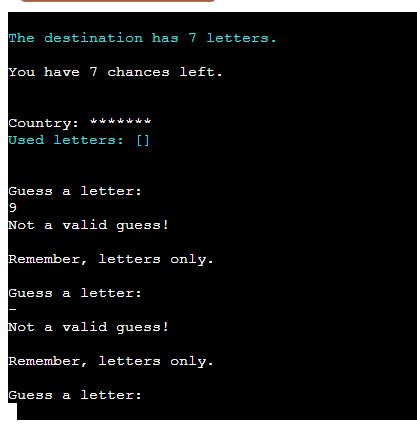 The destination has 7 letters.
You have 7 chances left.
Country: *******
Used letters: []
Guess a letter:
9
Not a valid guess!
Remember, letters only.
Guess a letter:
-
Not a valid guess!
Remember, letters only.
Guess a letter: